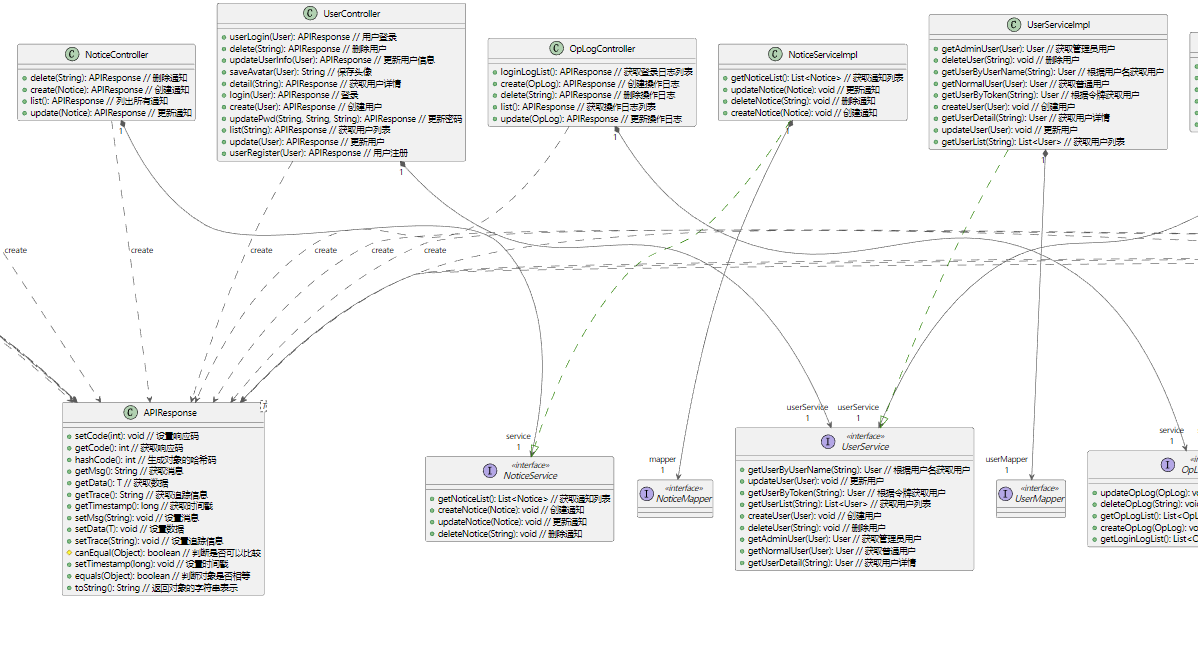 C NoticeController
delete(String): APIResponse // 删除通知
create(Notice): APIResponse // 创建通知
list(): APIResponse // 列出所有通知
update(Notice): APIResponse // 更新通知
1
C UserController
userLogin(User): APIResponse // 用户登录
delete(String): APIResponse // 删除用户
updateUserInfo(User): APIResponse // 更新用户信息
saveAvatar(User): String // 保存头像
detail(String): APIResponse // 获取用户详情
login(User): APIResponse // 登录
create(User): APIResponse // 创建用户
updatePwd(String, String, String): APIResponse // 更新密码
list(String): APIResponse // 获取用户列表
update(User): APIResponse // 更新用户
userRegister(User): APIResponse // 用户注册
1
C OpLogController
loginLogList(): APIResponse // 获取登录日志列表
create(OpLog): APIResponse // 创建操作日志
delete(String): APIResponse // 删除操作日志
list(): APIResponse // 获取操作日志列表
update(OpLog): APIResponse // 更新操作日志
1
C NoticeServiceImpl
getNoticeList(): List<Notice> // 获取通知列表
updateNotice(Notice): void // 更新通知
deleteNotice(String): void // 删除通知
createNotice(Notice): void // 创建通知
1
C UserServiceImpl
getAdminUser(User): User // 获取管理员用户
deleteUser(String): void // 删除用户
getUserByUserName(String): User // 根据用户名获取用户
getNormalUser(User): User // 获取普通用户
getUserByToken(String): User // 根据令牌获取用户
createUser(User): void // 创建用户
getUserDetail(String): User // 获取用户详情
updateUser(User): void // 更新用户
getUserList(String): List<User> // 获取用户列表
1
create
create
create
create
create
create
C APIResponse
T
setCode(int): void // 设置响应码
getCode(): int // 获取响应码
hashCode(): int // 生成对象的哈希码
getMsg(): String // 获取消息
getData(): T // 获取数据
getTrace(): String // 获取追踪信息
getTimestamp(): long // 获取时间戳
setMsg(String): void // 设置消息
setData(T): void // 设置数据
setTrace(String): void // 设置追踪信息
canEqual(Object): boolean // 判断是否可以比较
setTimestamp(long): void // 设置时间戳
equals(Object): boolean // 判断对象是否相等
toString(): String // 返回对象的字符串表示
service
1
I «interface»
NoticeService
getNoticeList(): List<Notice> // 获取通知列表
createNotice(Notice): void // 创建通知
updateNotice(Notice): void // 更新通知
deleteNotice(String): void // 删除通知
mapper
1
I «interface»
NoticeMapper
userService
1
userService
1
I «interface»
UserService
getUserByUserName(String): User // 根据用户名获取用户
updateUser(User): void // 更新用户
getUserByToken(String): User // 根据令牌获取用户
getUserList(String): List<User> // 获取用户列表
createUser(User): void // 创建用户
deleteUser(String): void // 删除用户
getAdminUser(User): User // 获取管理员用户
getNormalUser(User): User // 获取普通用户
getUserDetail(String): User // 获取用户详情
userMapper
1
I «interface»
UserMapper
service
1
I «in
OpL
updateOpLog(OpLog): vo
deleteOpLog(String): vo
getOpLogList(): List<Op
createOpLog(OpLog): vo
getLoginLogList(): List<O